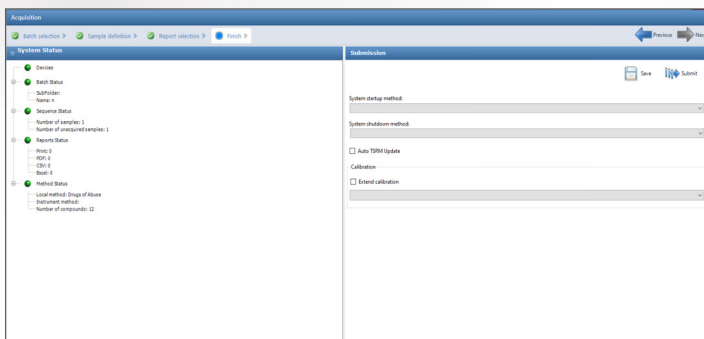 Acquisition
Batch selection Sample definition Report selection Finish Previous Nex
System Status
Devices
Batch Status
SubFolder:
Name: n
Sequence Status
Number of samples: 1
Number of unacquired samples: 1
Reports Status
Print: 0
PDF: 0
CSV: 0
Excel: 0
Method Status
Local method: Drugs of Abuse
Instrument method:
Number of compounds: 12
Submission
Save Submit
System startup method:
System shutdown method:
Auto TSRM Update
Calibration
Extend calibration